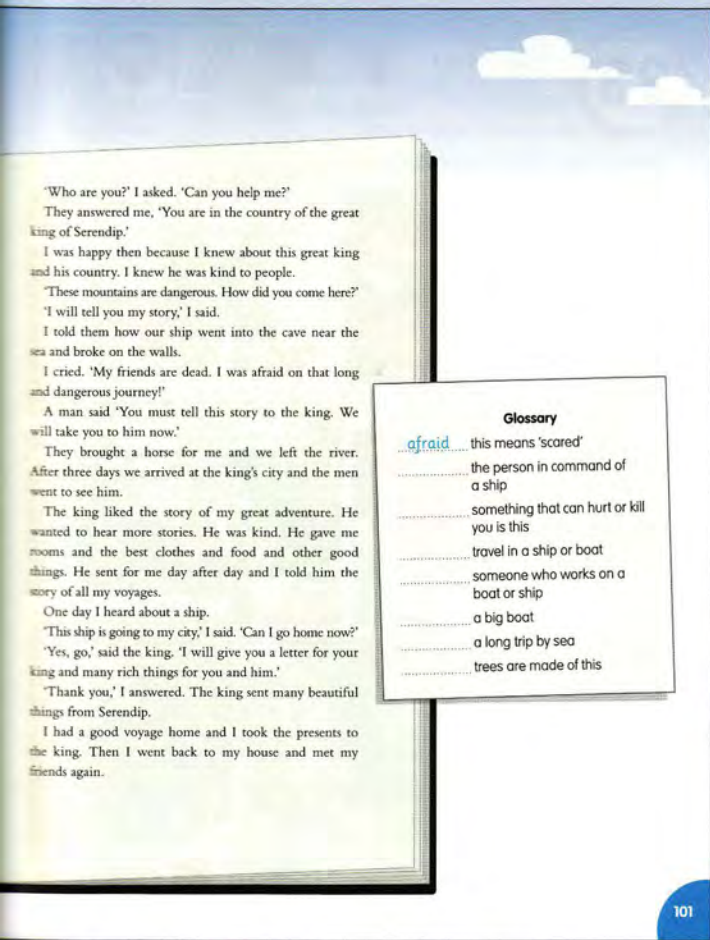 'Who are you?' I asked. 'Can you help me?'
They answered me, 'You are in the country of the great
king of Serendip.'
I was happy then because I knew about this great king
and his country. I knew he was kind to people.
'These mountains are dangerous. How did you come here?'
'I will tell you my story,' I said.
I told them how our ship went into the cave near the
sea and broke on the walls.
I cried. 'My friends are dead. I was afraid on that long
and dangerous journey!'
A man said 'You must tell this story to the king. We
will take you to him now.'
They brought a horse for me and we left the river.
After three days we arrived at the king's city and the men
went to see him.
The king liked the story of my great adventure. He
wanted to hear more stories. He was kind. He gave me
rooms and the best clothes and food and other good
things. He sent for me day after day and I told him the
story of all my voyages.
One day I heard about a ship.
'This ship is going to my city,' I said. 'Can I go home now?'
'Yes, go,' said the king. 'I will give you a letter for your
king and many rich things for you and him.'
'Thank you,' I answered. The king sent many beautiful
things from Serendip.
I had a good voyage home and I took the presents to
the king. Then I went back to my house and met my
friends again.
Glossary
afraid this means 'scared'
the person in command of
a ship
something that can hurt or kill
you is this
travel in a ship or boat
someone who works on a
boat or ship
a big boat
a long trip by sea
trees are made of this
101